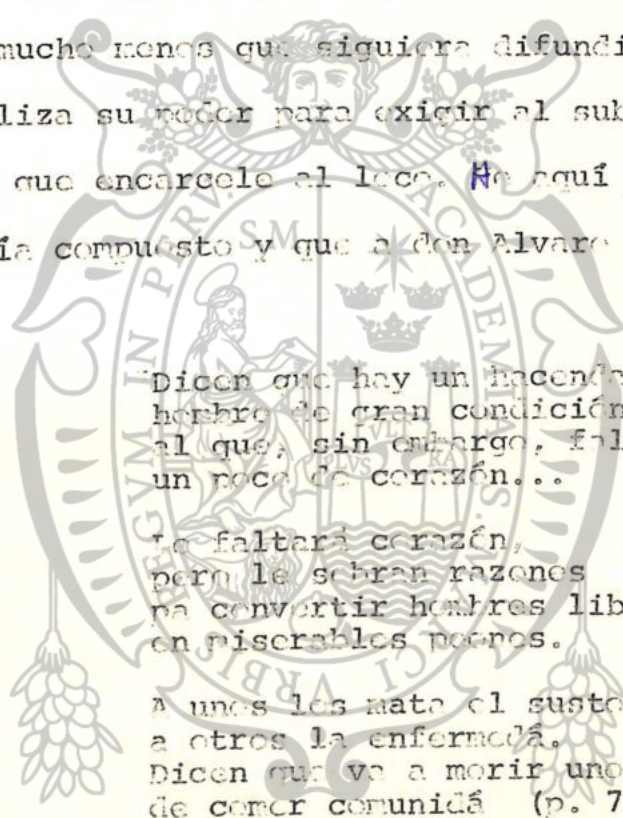 mucho menos que siguiera difundi
liza su poder para exigir al sub
que encarcele al loco. He aquí
ía compuesto y que a don Alvaro
"Dicen que hay un hacenda
hombre de gran condición
al que, sin embargo, fal
un poco de corazón...
Le faltará corazón,
pero le sobran razones
pa convertir hombres lib
en miserables peones.
A unos les mata el susto
a otros la enfermedá.
Dicen que va a morir uno
de comer comunidá (p. 7